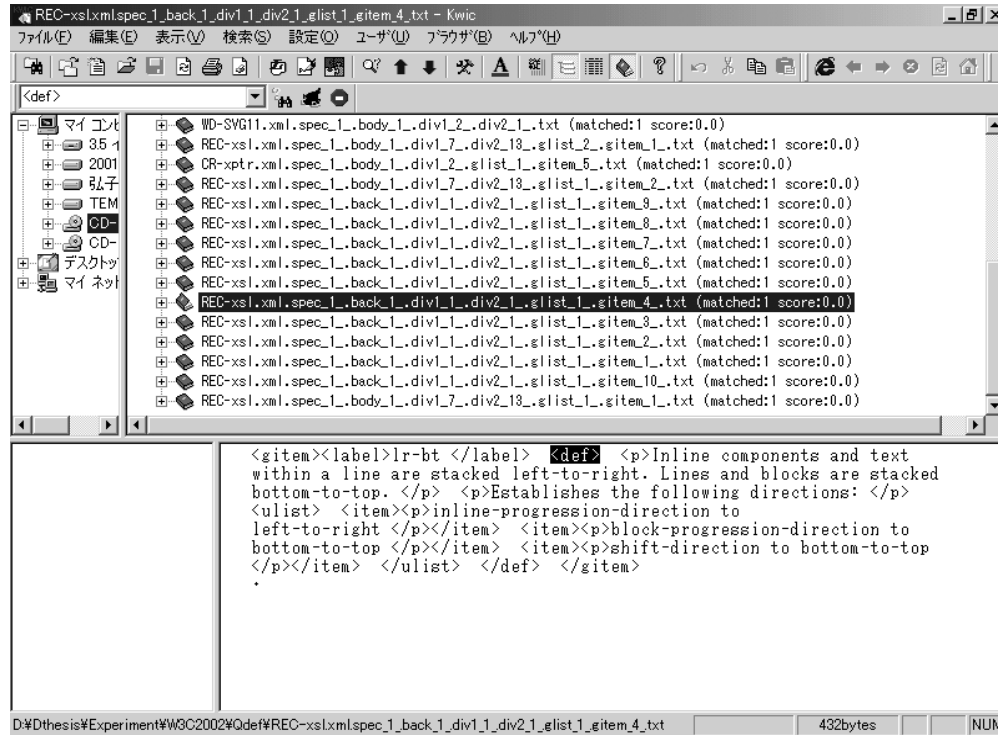 REC-xsl.xml.spec_1_back_1_div1_1_div2_1_glist_1_gitem_4_txt - Kwic
ファイル(F) 編集(E) 表示(V) 検索(S) 設定(O) ユーザ(U) ブラウザ(B) ヘルプ(H)
<def>
マイ コンピ
3.5 イ
2001
弘子
TEM
CD-
CD-
デスクトッ
マイ ネッ
WD-SVG11.xml.spec_1_.body_1_.div1_2_.div2_1_.txt (matched:1 score:0.0)
REC-xsl.xml.spec_1_.body_1_.div1_7_.div2_13_.glist_2_.gitem_1_.txt (matched:1 score:0.0)
CR-xptr.xml.spec_1_.body_1_.div1_2_.glist_1_.gitem_5_.txt (matched:1 score:0.0)
REC-xsl.xml.spec_1_.body_1_.div1_7_.div2_13_.glist_1_.gitem_2_.txt (matched:1 score:0.0)
REC-xsl.xml.spec_1_.back_1_.div1_1_.div2_1_.glist_1_.gitem_9_.txt (matched:1 score:0.0)
REC-xsl.xml.spec_1_.back_1_.div1_1_.div2_1_.glist_1_.gitem_8_.txt (matched:1 score:0.0)
REC-xsl.xml.spec_1_.back_1_.div1_1_.div2_1_.glist_1_.gitem_7_.txt (matched:1 score:0.0)
REC-xsl.xml.spec_1_.back_1_.div1_1_.div2_1_.glist_1_.gitem_6_.txt (matched:1 score:0.0)
REC-xsl.xml.spec_1_.back_1_.div1_1_.div2_1_.glist_1_.gitem_5_.txt (matched:1 score:0.0)
REC-xsl.xml.spec_1_.back_1_.div1_1_.div2_1_.glist_1_.gitem_4_.txt (matched:1 score:0.0)
REC-xsl.xml.spec_1_.back_1_.div1_1_.div2_1_.glist_1_.gitem_3_.txt (matched:1 score:0.0)
REC-xsl.xml.spec_1_.back_1_.div1_1_.div2_1_.glist_1_.gitem_2_.txt (matched:1 score:0.0)
REC-xsl.xml.spec_1_.back_1_.div1_1_.div2_1_.glist_1_.gitem_1_.txt (matched:1 score:0.0)
REC-xsl.xml.spec_1_.back_1_.div1_1_.div2_1_.glist_1_.gitem_10_.txt (matched:1 score:0.0)
REC-xsl.xml.spec_1_.body_1_.div1_7_.div2_13_.glist_1_.gitem_1_.txt (matched:1 score:0.0)
<gitem><label>lr-bt </label> <def> <p>Inline components and text
within a line are stacked left-to-right. Lines and blocks are stacked
bottom-to-top. </p> <p>Establishes the following directions: </p>
<ulist> <item><p>inline-progression-direction to
left-to-right </p></item> <item><p>block-progression-direction to
bottom-to-top </p></item> <item><p>shift-direction to bottom-to-top
</p></item> </ulist> </def> </gitem>
.
D:¥Dthesis¥Experiment¥W3C2002¥Qdef¥REC-xsl.xml.spec_1_back_1_div1_1_div2_1_glist_1_gitem_4_txt 432bytes NUM